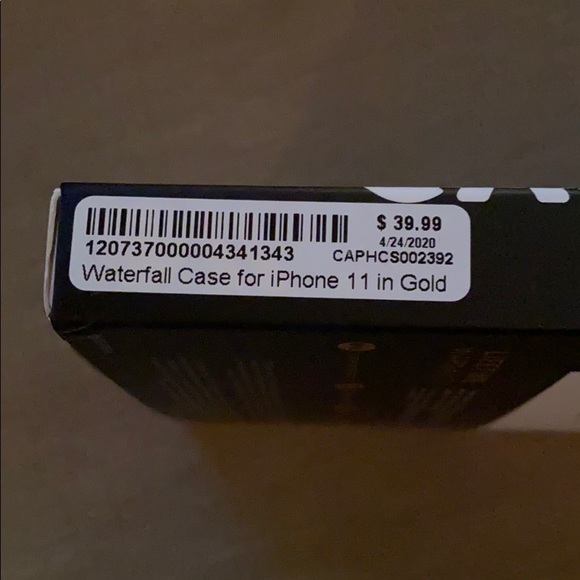 $ 39.99
4/24/2020
120737000004341343 CAPHCS002392
Waterfall Case for iPhone 11 in Gold